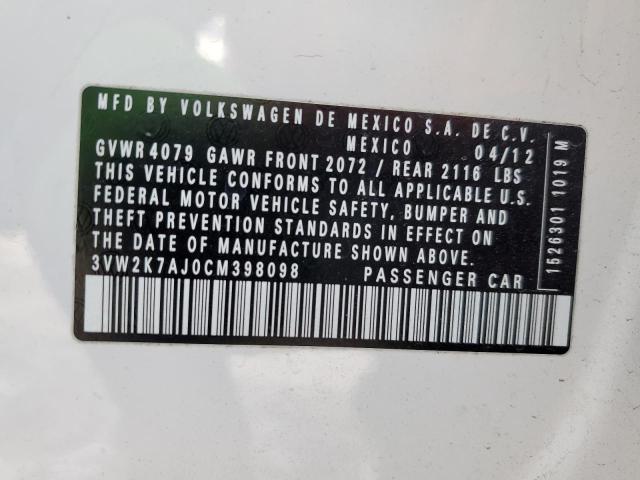 MFD BY VOLKSWAGEN DE MEXICO S.A. DE C.V.
MEXICO 04/12
GVWR 4079 GAWR FRONT 2072 / REAR 2116 LBS
THIS VEHICLE CONFORMS TO ALL APPLICABLE U.S.
FEDERAL MOTOR VEHICLE SAFETY, BUMPER AND
THEFT PREVENTION STANDARDS IN EFFECT ON
THE DATE OF MANUFACTURE SHOWN ABOVE.
3VW2K7AJ0CM398098 PASSENGER CAR
1526301 1019 M